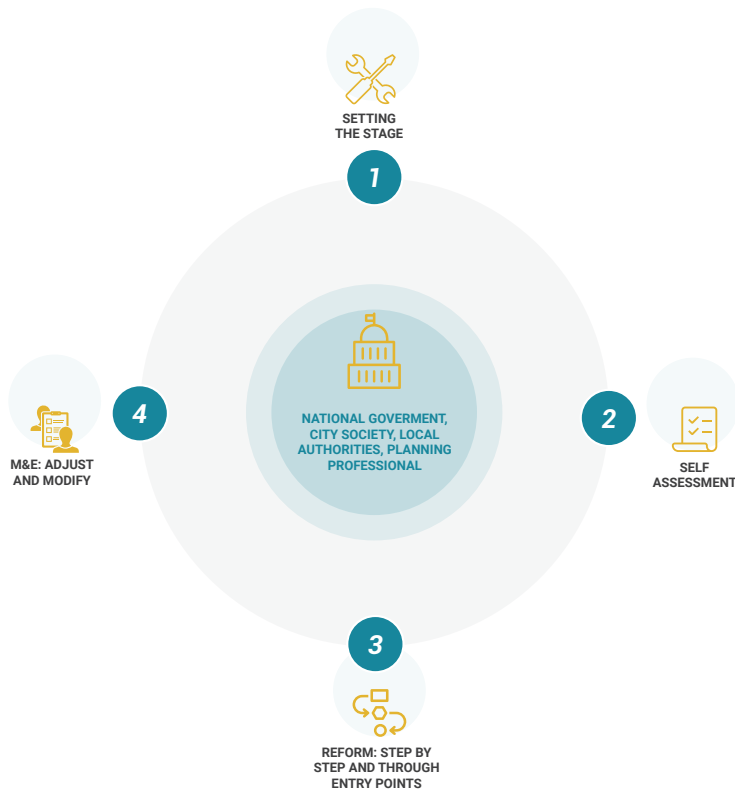 SETTING
THE STAGE
1
NATIONAL GOVERMENT,
CITY SOCIETY, LOCAL
AUTHORITIES, PLANNING
PROFESSIONAL
2
SELF
ASSESSMENT
4
M&E: ADJUST
AND MODIFY
3
REFORM: STEP BY
STEP AND THROUGH
ENTRY POINTS